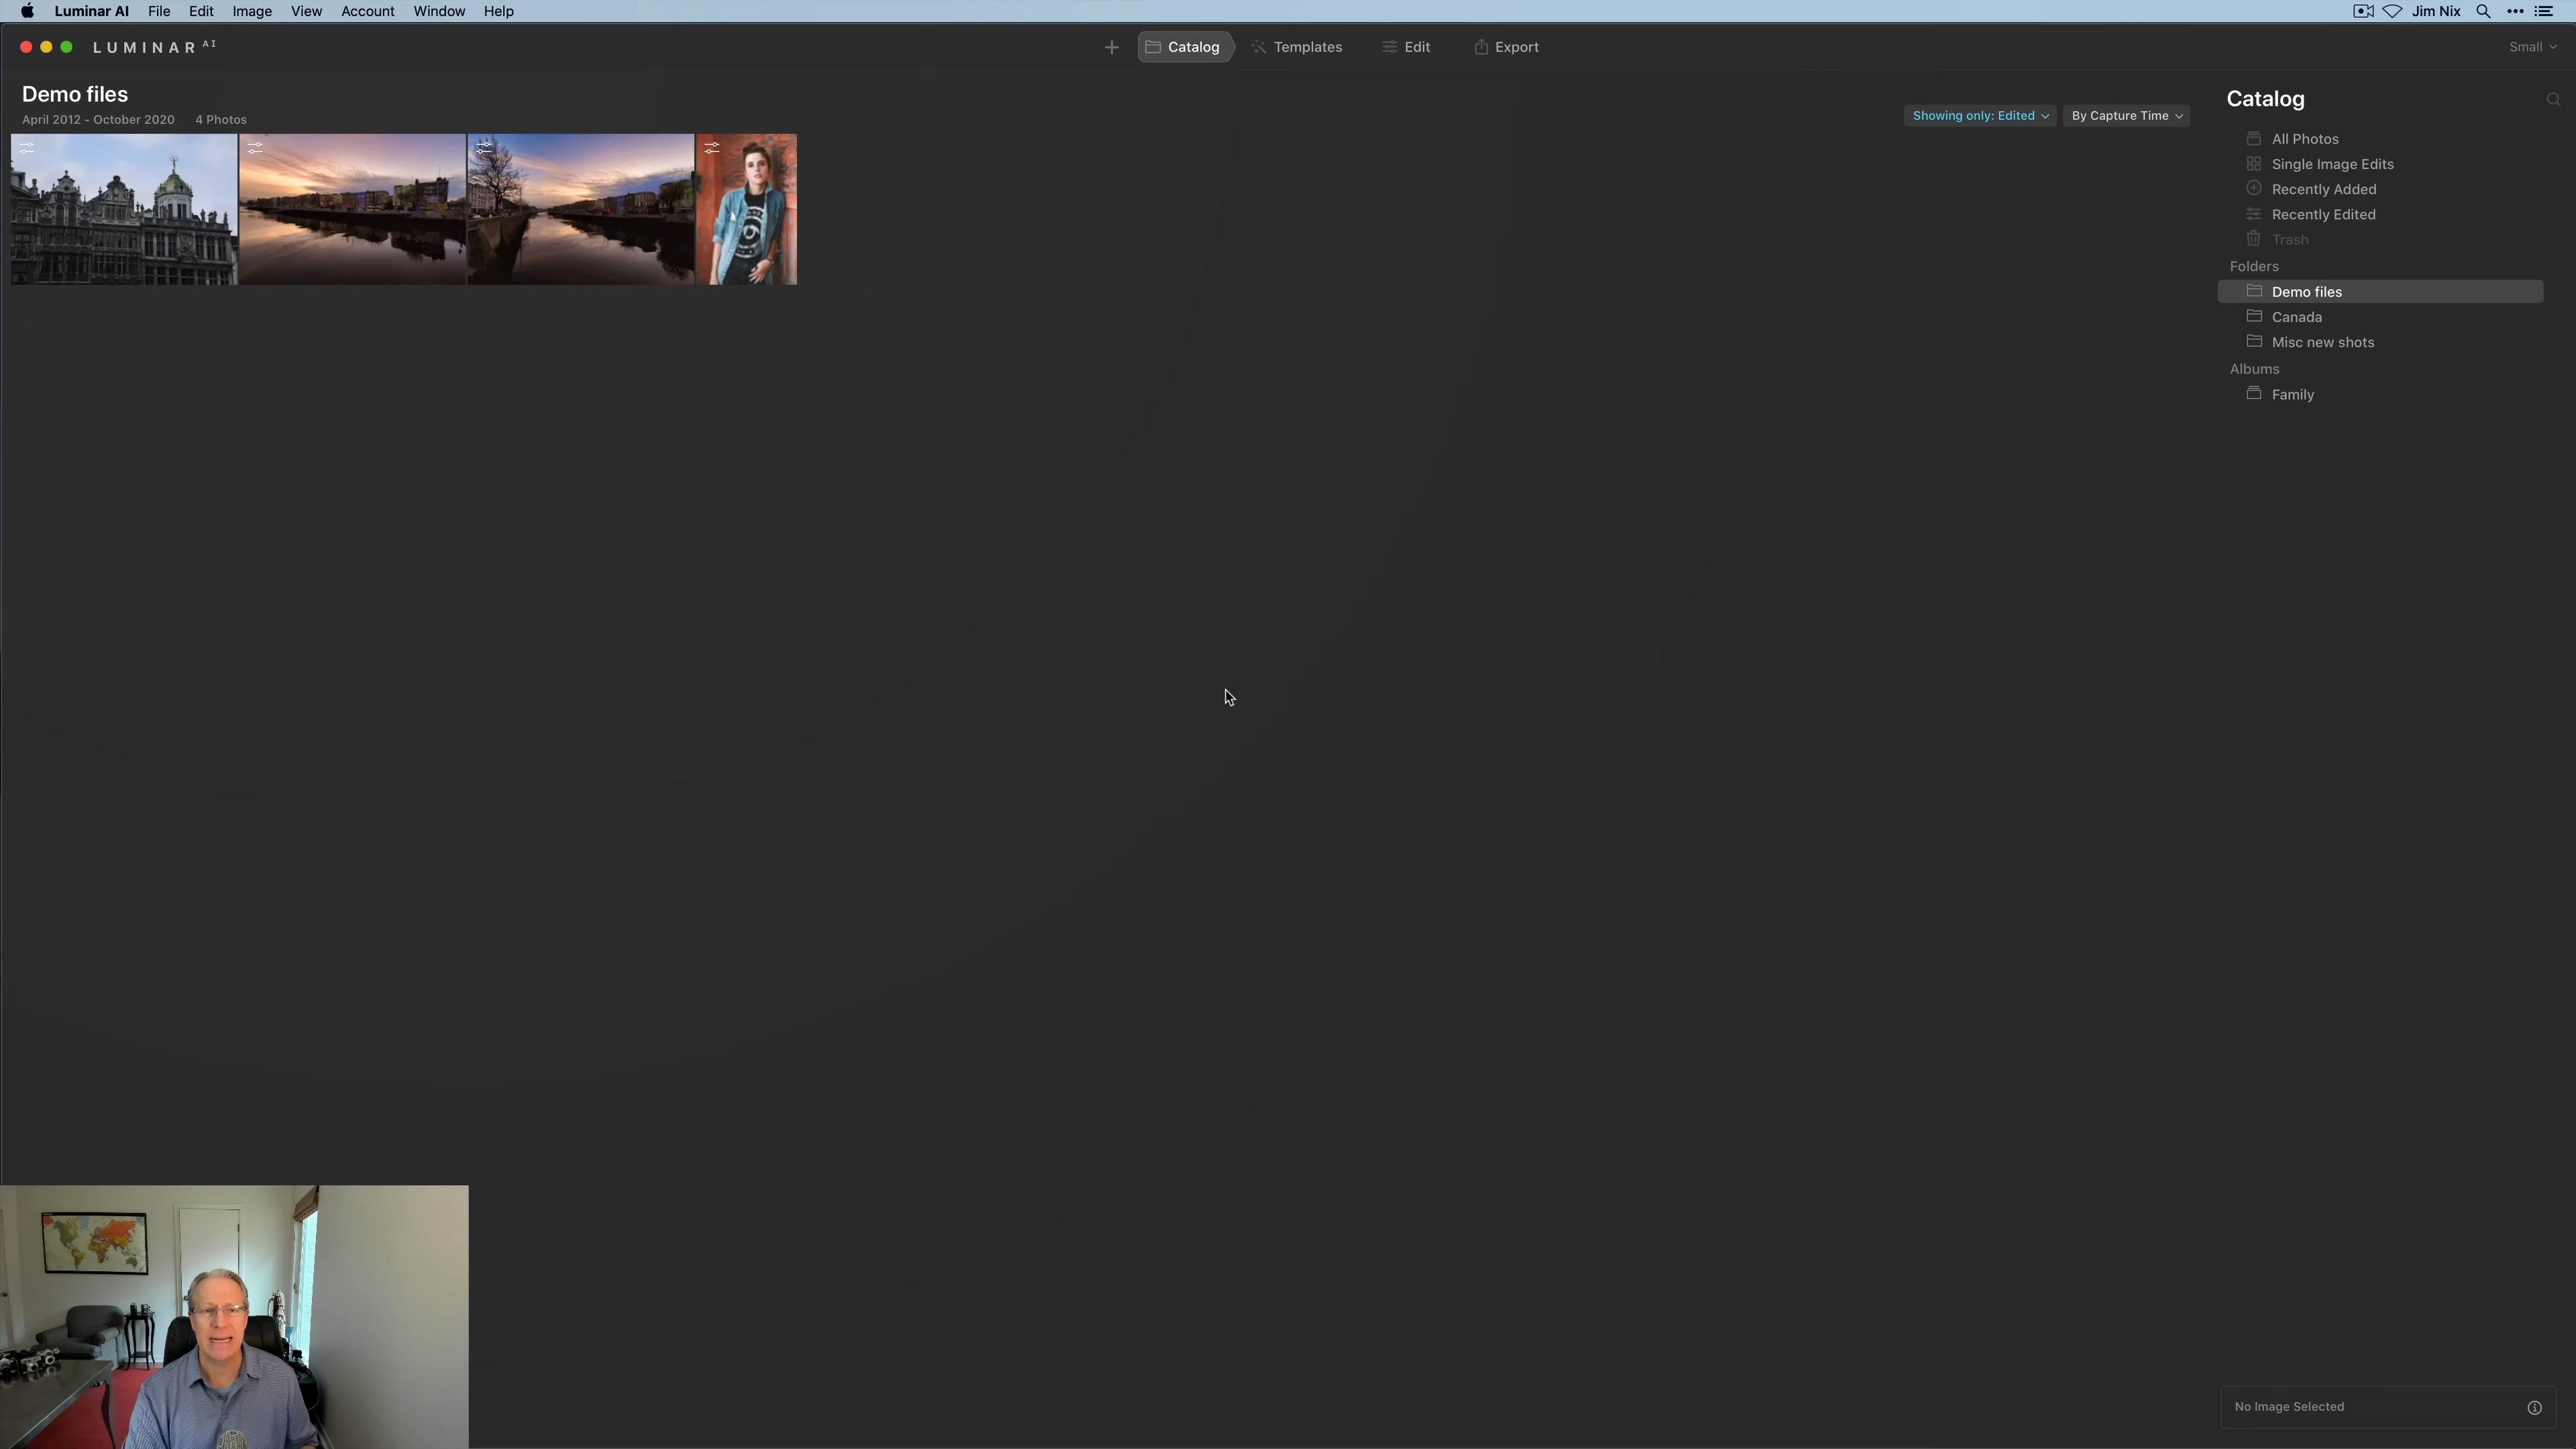 Luminar AI File Edit Image View Account Window Help Jim Nix
LUMINAR AI Catalog Templates Edit Export Small
Demo files
April 2012 - October 2020 4 Photos
Showing only: Edited By Capture Time
Catalog
All Photos
Single Image Edits
Recently Added
Recently Edited
Trash
Folders
Demo files
Canada
Misc new shots
Albums
Family
No Image Selected